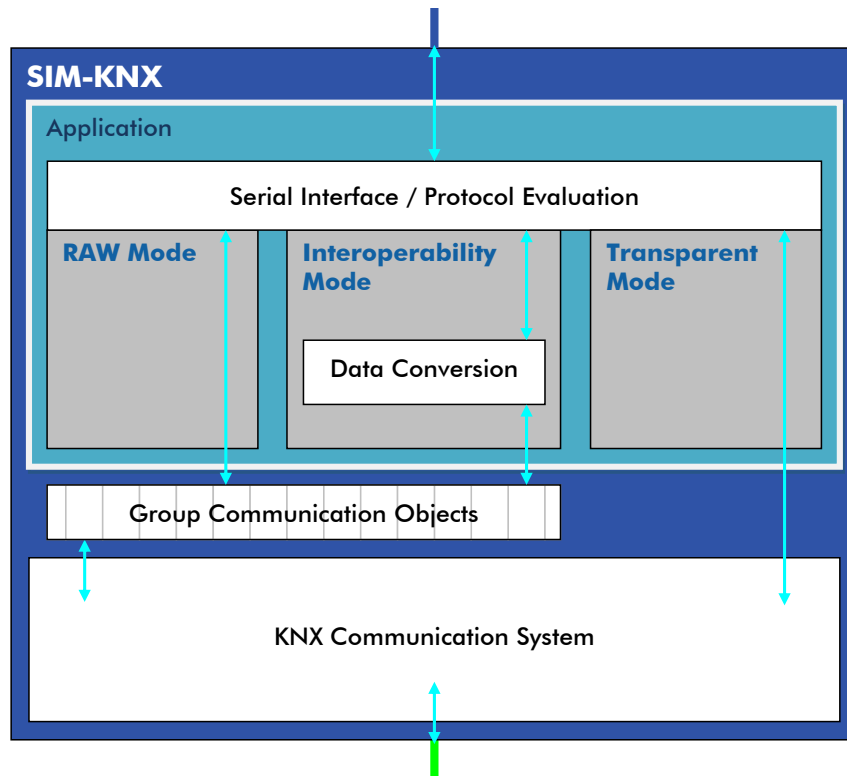 SIM-KNX
Application
Serial Interface / Protocol Evaluation
RAW Mode
Interoperability
Mode
Transparent
Mode
Data Conversion
Group Communication Objects
KNX Communication System